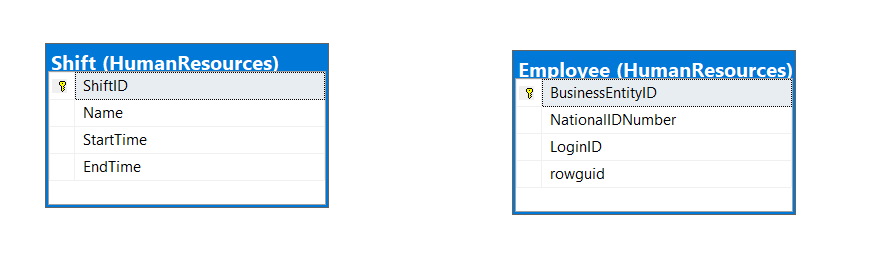 Shift (HumanResources)
ShiftID
Name
StartTime
EndTime
Employee (HumanResources)
BusinessEntityID
NationalIDNumber
LoginID
rowguid